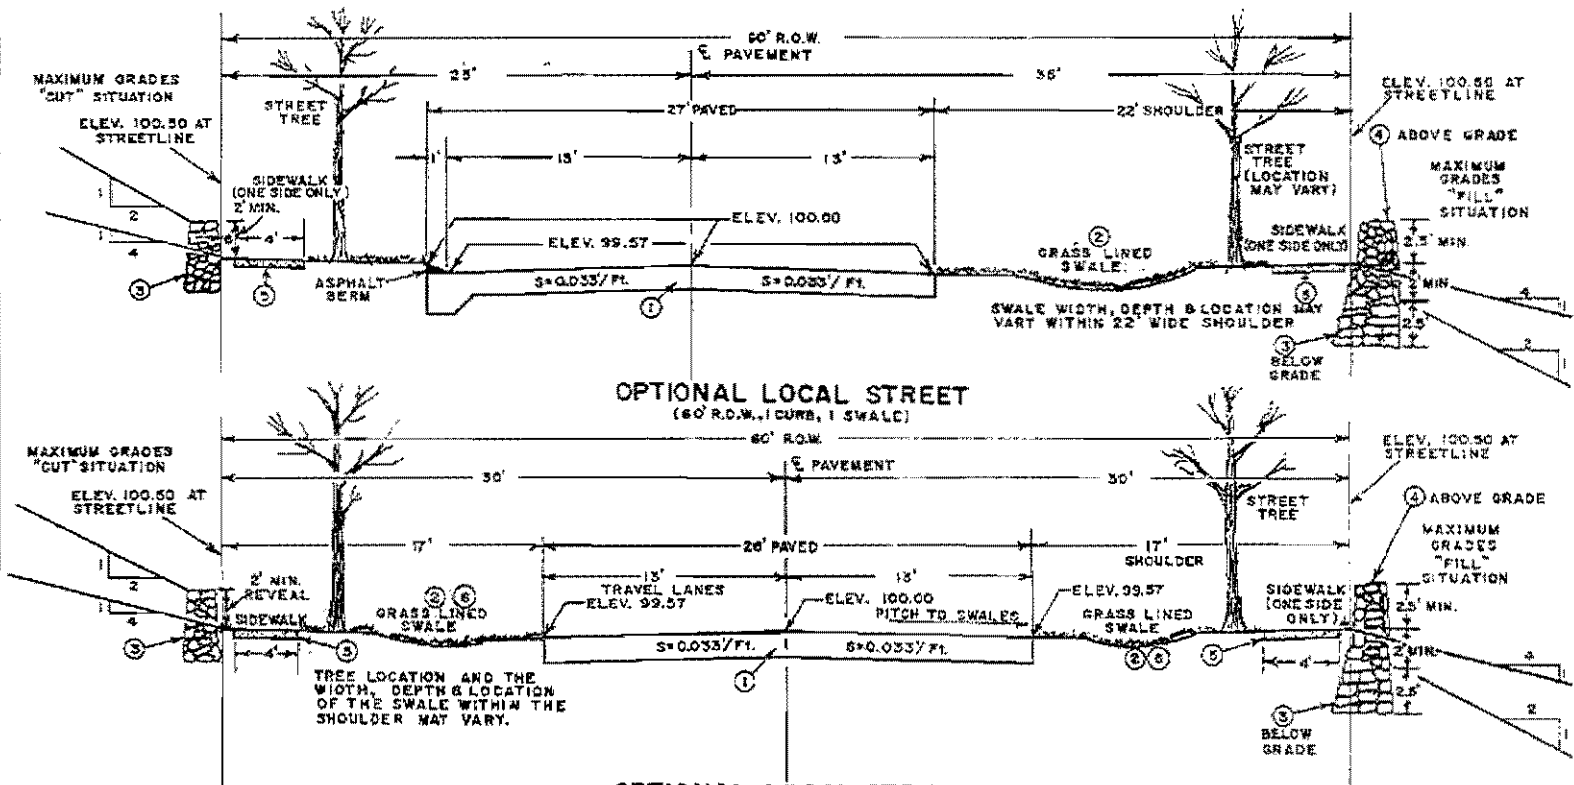 60' R.O.W.
℄ PAVEMENT
25'
35'
MAXIMUM GRADES
"CUT" SITUATION
STREET
TREE
ELEV. 100.50 AT
STREETLINE
27' PAVED
22' SHOULDER
ELEV. 100.50 AT
STREETLINE
④ ABOVE GRADE
1'
13'
13'
STREET
TREE
(LOCATION
MAY VARY)
MAXIMUM
GRADES
"FILL"
SITUATION
SIDEWALK
(ONE SIDE ONLY)
2' MIN.
1
2
1
4
6"
4'
ELEV. 100.00
ELEV. 99.57
②
GRASS LINED
SWALE
SIDEWALK
(ONE SIDE ONLY)
2.5' MIN.
2' MIN.
2.5'
③
⑤
ASPHALT
BERM
S=0.033'/Ft.
①
S=0.033'/Ft.
SWALE WIDTH, DEPTH & LOCATION MAY
VART WITHIN 22' WIDE SHOULDER
⑤
③
BELOW
GRADE
4
1
2
1
OPTIONAL LOCAL STREET
(60' R.O.W., 1 CURB, 1 SWALE)
60' R.O.W.
℄ PAVEMENT
30'
30'
MAXIMUM GRADES
"CUT" SITUATION
ELEV. 100.50 AT
STREETLINE
ELEV. 100.50 AT
STREETLINE
STREET
TREE
④ ABOVE GRADE
MAXIMUM
GRADES
"FILL"
SITUATION
17'
26' PAVED
17'
SHOULDER
13'
13'
TRAVEL LANES
1
2
1
4
2' MIN.
REVEAL
SIDEWALK
② ⑥
GRASS LINED
SWALE
ELEV. 99.57
ELEV. 100.00
PITCH TO SWALES
ELEV. 99.57
GRASS LINED
SWALE
② ⑥
SIDEWALK
(ONE SIDE
ONLY)
2.5' MIN.
2' MIN.
2.5'
③
4'
⑤
S=0.033'/Ft.
①
S=0.033'/Ft.
⑤
4'
TREE LOCATION AND THE
WIDTH, DEPTH & LOCATION
OF THE SWALE WITHIN THE
SHOULDER MAY VARY.
③
BELOW
GRADE
4
1
2
1